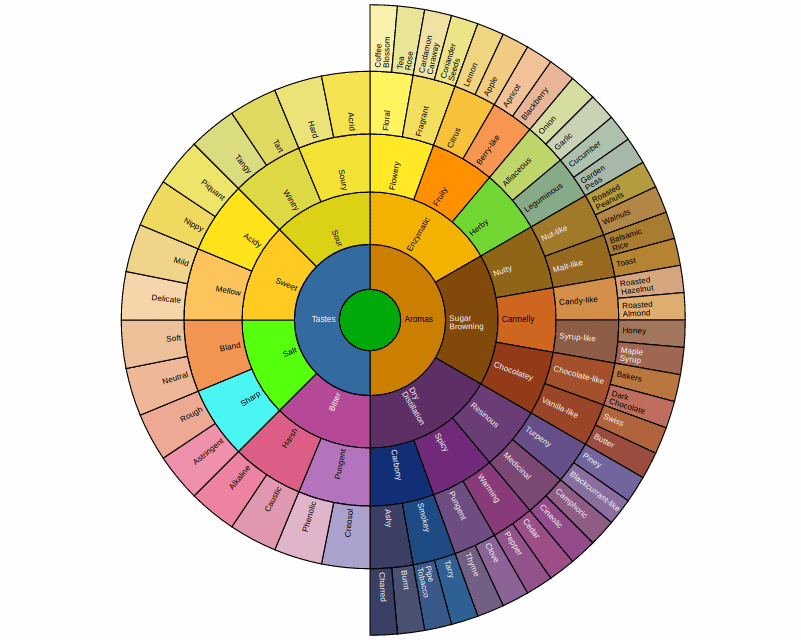 Coffee
Blossom
Tea
Rose
Cardamon
Caraway
Coriander
Seeds
Lemon
Apple
Apricot
Blackberry
Onion
Garlic
Cucumber
Garden
Peas
Roasted
Peanuts
Walnuts
Balsamic
Rice
Toast
Roasted
Hazelnut
Roasted
Almond
Honey
Maple
Syrup
Bakers
Dark
Chocolate
Swiss
Butter
Piney
Blackcurrant-like
Camphoric
Cineolic
Cedar
Pepper
Clove
Thyme
Tarry
Pipe
Tobacco
Burnt
Charred
Floral
Fragrant
Citrus
Berry-like
Alliaceous
Leguminous
Nut-like
Malt-like
Candy-like
Syrup-like
Chocolate-like
Vanilla-like
Turpeny
Medicinal
Warming
Pungent
Smokey
Ashy
Flowery
Fruity
Herby
Nutty
Carmelly
Chocolatey
Resinous
Spicy
Carbony
Enzymatic
Sugar
Browning
Dry
Distillation
Aromas
Tastes
Sour
Sweet
Salt
Bitter
Soury
Winey
Acidy
Mellow
Bland
Sharp
Harsh
Pungent
Acrid
Hard
Tart
Tangy
Piquant
Nippy
Mild
Delicate
Soft
Neutral
Rough
Astringent
Alkaline
Caustic
Phenolic
Creosol